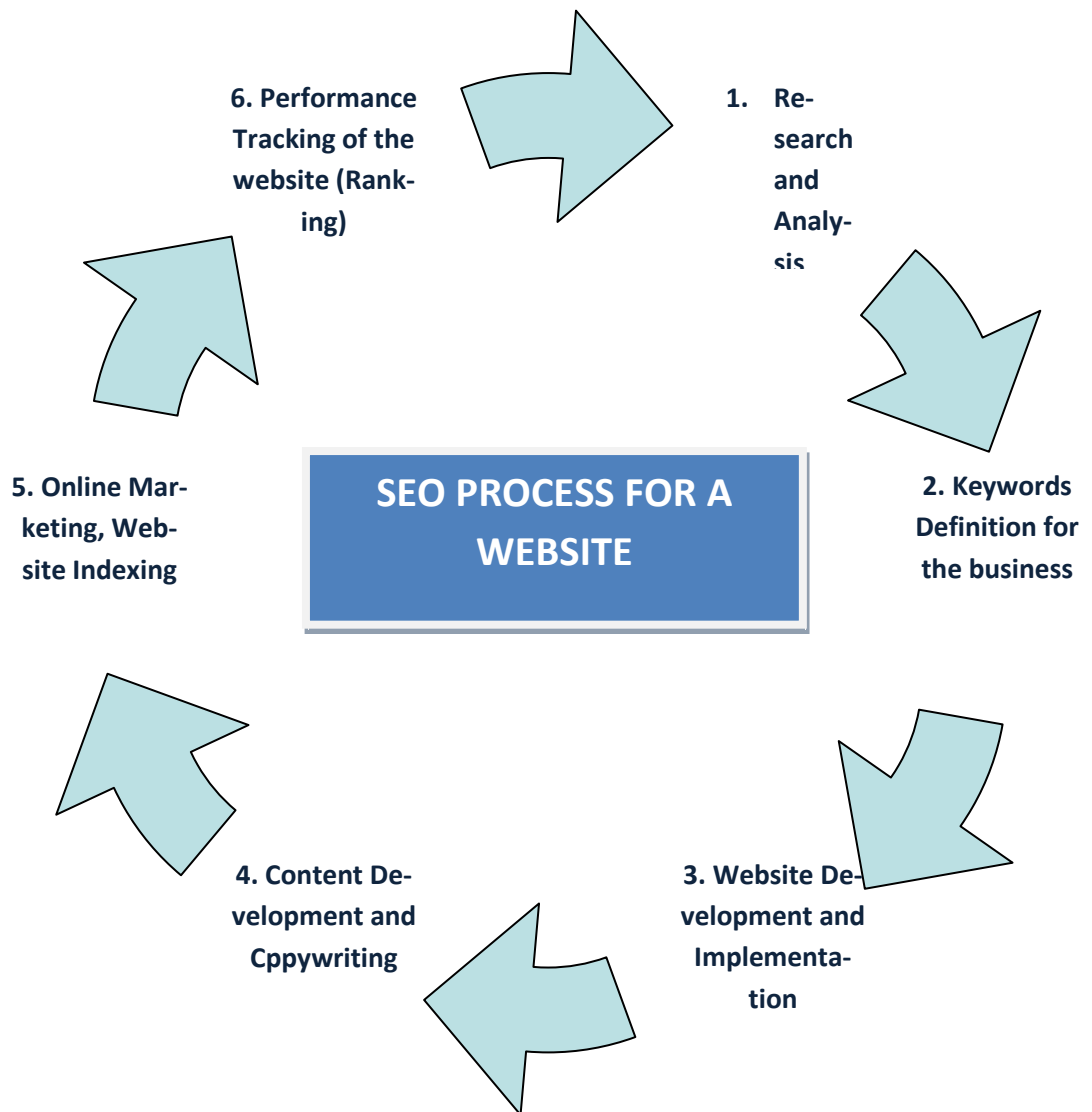 6. Performance
Tracking of the
website (Rank-
ing)
1. Re-
search
and
Analy-
sis
SEO PROCESS FOR A
WEBSITE
5. Online Mar-
keting, Web-
site Indexing
2. Keywords
Definition for
the business
4. Content De-
velopment and
Cppywriting
3. Website De-
velopment and
Implementa-
tion